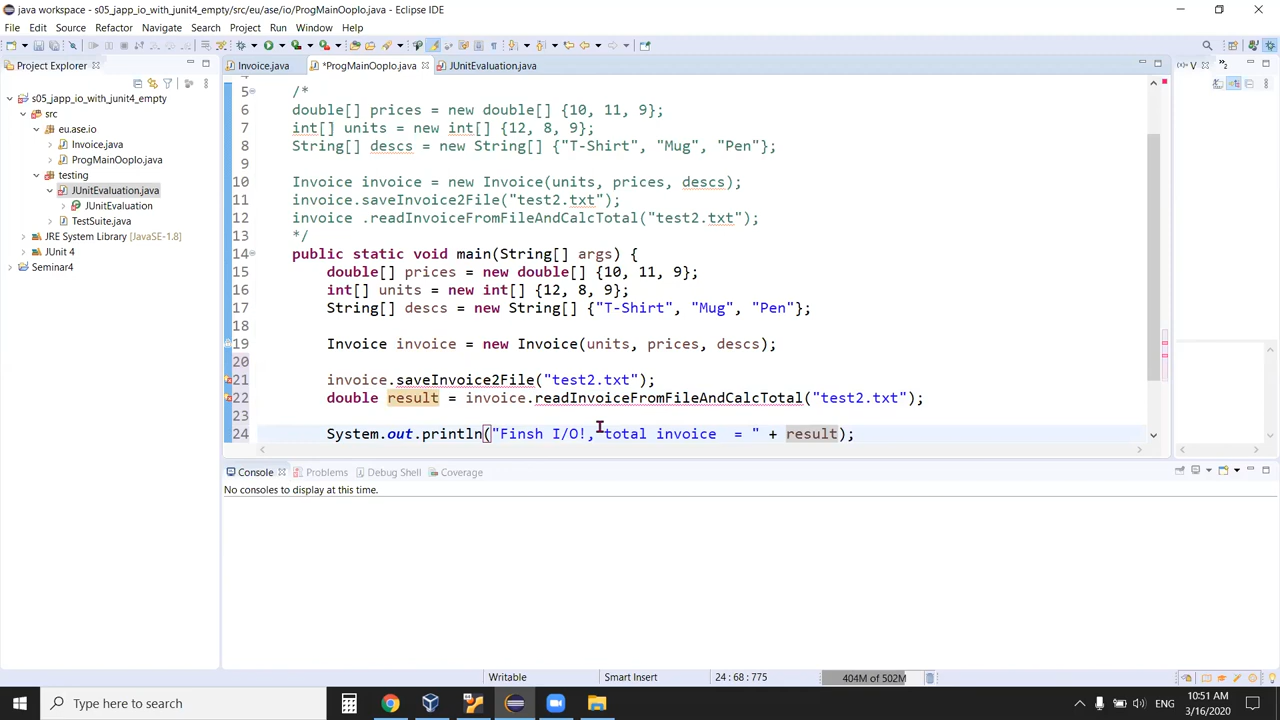 java workspace - s05_japp_io_with_junit4_empty/src/eu/ase/io/ProgMainOopIo.java - Eclipse IDE
File Edit Source Refactor Navigate Search Project Run Window Help
Project Explorer
Invoice.java
*ProgMainOopIo.java
JUnitEvaluation.java
V
s05_japp_io_with_junit4_empty
src
eu.ase.io
Invoice.java
ProgMainOopIo.java
testing
JUnitEvaluation.java
JUnitEvaluation
TestSuite.java
JRE System Library [JavaSE-1.8]
JUnit 4
Seminar4
5 /*
6 double[] prices = new double[] {10, 11, 9};
7 int[] units = new int[] {12, 8, 9};
8 String[] descs = new String[] {"T-Shirt", "Mug", "Pen"};
9
10 Invoice invoice = new Invoice(units, prices, descs);
11 invoice.saveInvoice2File("test2.txt");
12 invoice .readInvoiceFromFileAndCalcTotal("test2.txt");
13 */
14 public static void main(String[] args) {
15 double[] prices = new double[] {10, 11, 9};
16 int[] units = new int[] {12, 8, 9};
17 String[] descs = new String[] {"T-Shirt", "Mug", "Pen"};
18
19 Invoice invoice = new Invoice(units, prices, descs);
20
21 invoice.saveInvoice2File("test2.txt");
22 double result = invoice.readInvoiceFromFileAndCalcTotal("test2.txt");
23
24 System.out.println("Finsh I/O!, total invoice  = " + result);
Console Problems Debug Shell Coverage
No consoles to display at this time.
Writable Smart Insert 24 : 68 : 775 404M of 502M
Type here to search
ENG
10:51 AM
3/16/2020